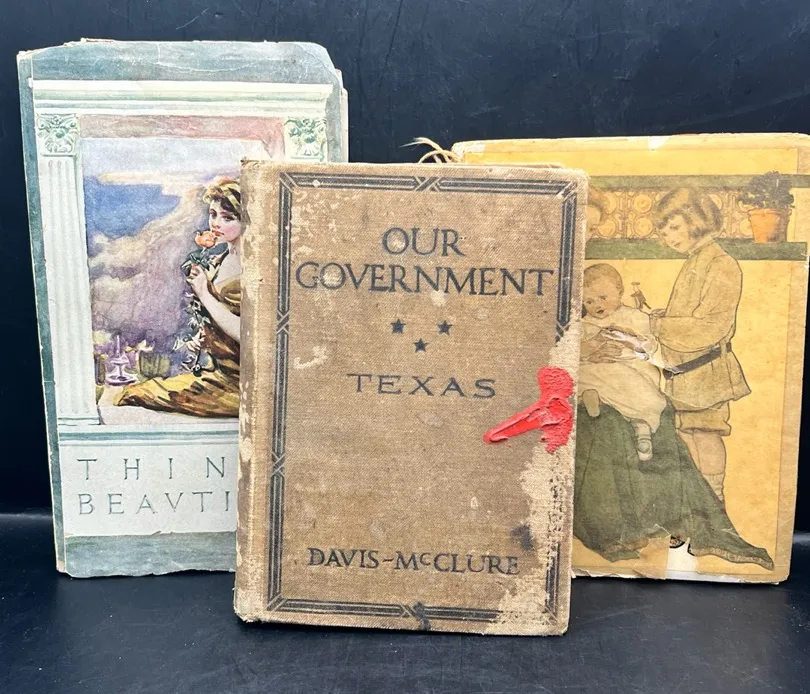 THIN
BEAVTI
OUR
GOVERNMENT
TEXAS
DAVIS-McCLURE